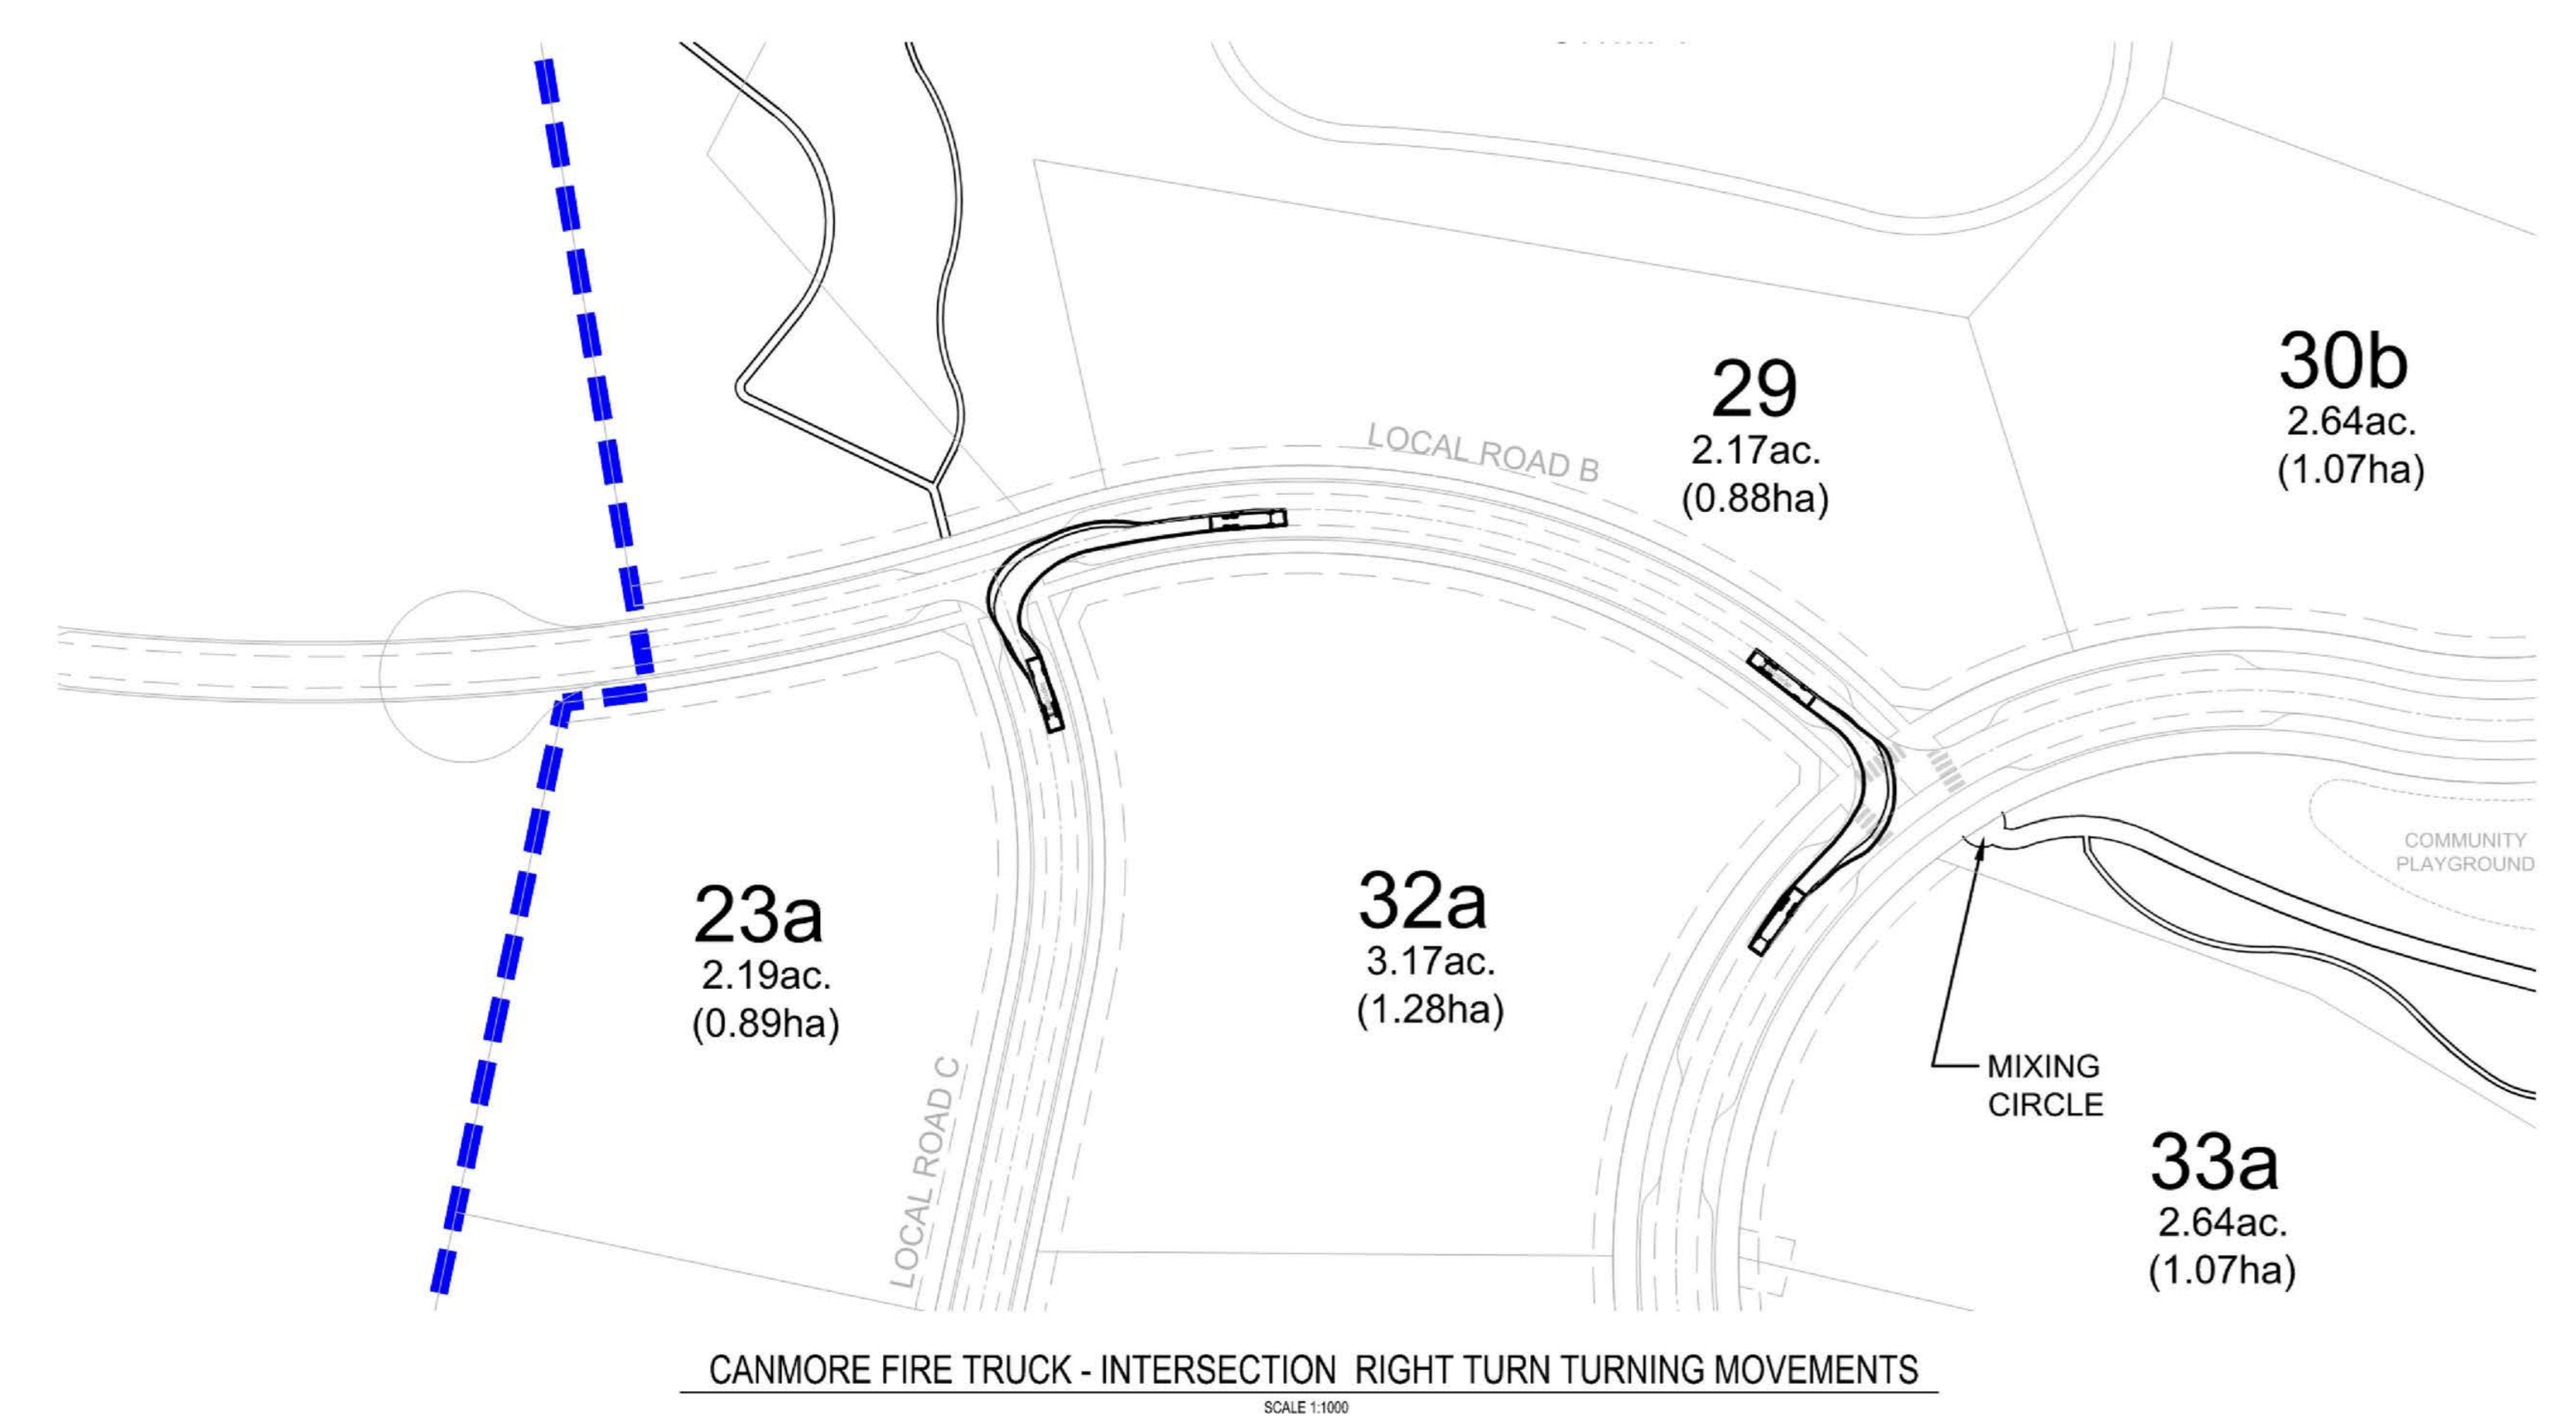 LOCAL ROAD B
29
2.17ac.
(0.88ha)
30b
2.64ac.
(1.07ha)
COMMUNITY
PLAYGROUND
23a
2.19ac.
(0.89ha)
32a
3.17ac.
(1.28ha)
LOCAL ROAD C
MIXING
CIRCLE
33a
2.64ac.
(1.07ha)
CANMORE FIRE TRUCK - INTERSECTION RIGHT TURN TURNING MOVEMENTS
SCALE 1:1000